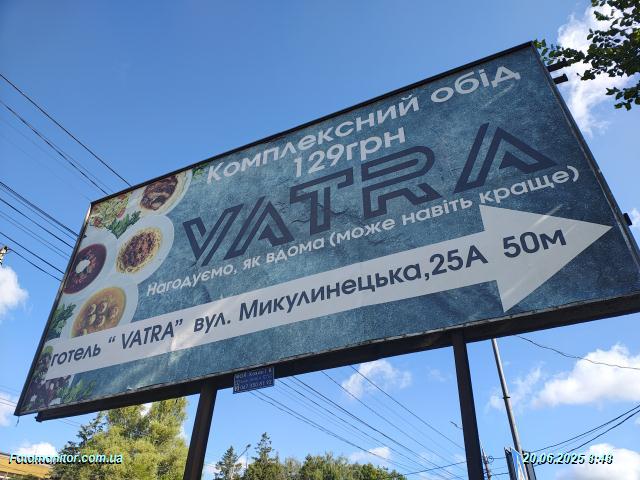 Комплексний обід
129грн
VATRA
Нагодуємо, як вдома (може навіть краще)
готель " VATRA" вул. Микулинецька,25А 50м
Fotomonitor.com.ua
20.06.2025 8:48